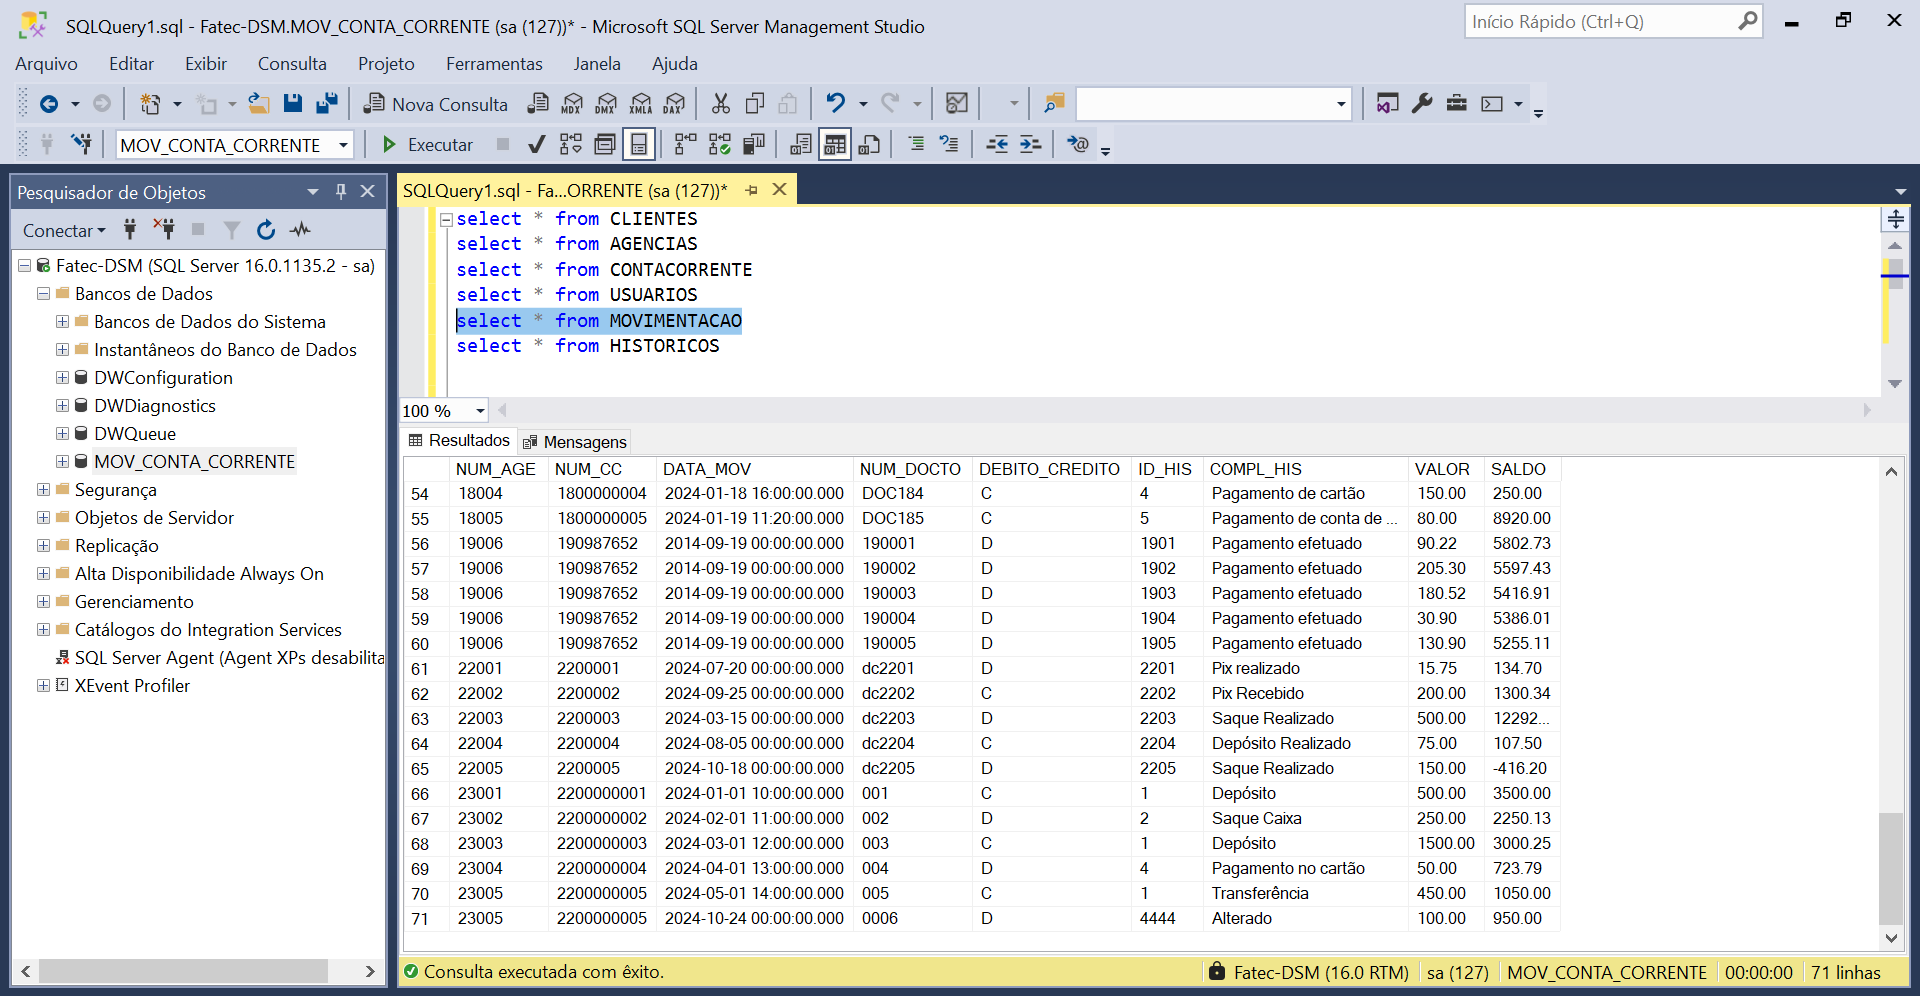 SQLQuery1.sql - Fatec-DSM.MOV_CONTA_CORRENTE (sa (127))* - Microsoft SQL Server Management Studio
Início Rápido (Ctrl+Q)
Arquivo Editar Exibir Consulta Projeto Ferramentas Janela Ajuda
Nova Consulta MDX DMX XMLA DAX
MOV_CONTA_CORRENTE Executar
Pesquisador de Objetos
Conectar
Fatec-DSM (SQL Server 16.0.1135.2 - sa)
Bancos de Dados
Bancos de Dados do Sistema
Instantâneos do Banco de Dados
DWConfiguration
DWDiagnostics
DWQueue
MOV_CONTA_CORRENTE
Segurança
Objetos de Servidor
Replicação
Alta Disponibilidade Always On
Gerenciamento
Catálogos do Integration Services
SQL Server Agent (Agent XPs desabilita
XEvent Profiler
SQLQuery1.sql - Fa...ORRENTE (sa (127))*
select * from CLIENTES
select * from AGENCIAS
select * from CONTACORRENTE
select * from USUARIOS
select * from MOVIMENTACAO
select * from HISTORICOS
100 %
Resultados Mensagens
NUM_AGE NUM_CC DATA_MOV NUM_DOCTO DEBITO_CREDITO ID_HIS COMPL_HIS VALOR SALDO
54 18004 1800000004 2024-01-18 16:00:00.000 DOC184 C 4 Pagamento de cartão 150.00 250.00
55 18005 1800000005 2024-01-19 11:20:00.000 DOC185 C 5 Pagamento de conta de ... 80.00 8920.00
56 19006 190987652 2014-09-19 00:00:00.000 190001 D 1901 Pagamento efetuado 90.22 5802.73
57 19006 190987652 2014-09-19 00:00:00.000 190002 D 1902 Pagamento efetuado 205.30 5597.43
58 19006 190987652 2014-09-19 00:00:00.000 190003 D 1903 Pagamento efetuado 180.52 5416.91
59 19006 190987652 2014-09-19 00:00:00.000 190004 D 1904 Pagamento efetuado 30.90 5386.01
60 19006 190987652 2014-09-19 00:00:00.000 190005 D 1905 Pagamento efetuado 130.90 5255.11
61 22001 2200001 2024-07-20 00:00:00.000 dc2201 D 2201 Pix realizado 15.75 134.70
62 22002 2200002 2024-09-25 00:00:00.000 dc2202 C 2202 Pix Recebido 200.00 1300.34
63 22003 2200003 2024-03-15 00:00:00.000 dc2203 D 2203 Saque Realizado 500.00 12292...
64 22004 2200004 2024-08-05 00:00:00.000 dc2204 C 2204 Depósito Realizado 75.00 107.50
65 22005 2200005 2024-10-18 00:00:00.000 dc2205 D 2205 Saque Realizado 150.00 -416.20
66 23001 2200000001 2024-01-01 10:00:00.000 001 C 1 Depósito 500.00 3500.00
67 23002 2200000002 2024-02-01 11:00:00.000 002 D 2 Saque Caixa 250.00 2250.13
68 23003 2200000003 2024-03-01 12:00:00.000 003 C 1 Depósito 1500.00 3000.25
69 23004 2200000004 2024-04-01 13:00:00.000 004 D 4 Pagamento no cartão 50.00 723.79
70 23005 2200000005 2024-05-01 14:00:00.000 005 C 1 Transferência 450.00 1050.00
71 23005 2200000005 2024-10-24 00:00:00.000 0006 D 4444 Alterado 100.00 950.00
Consulta executada com êxito. Fatec-DSM (16.0 RTM) sa (127) MOV_CONTA_CORRENTE 00:00:00 71 linhas